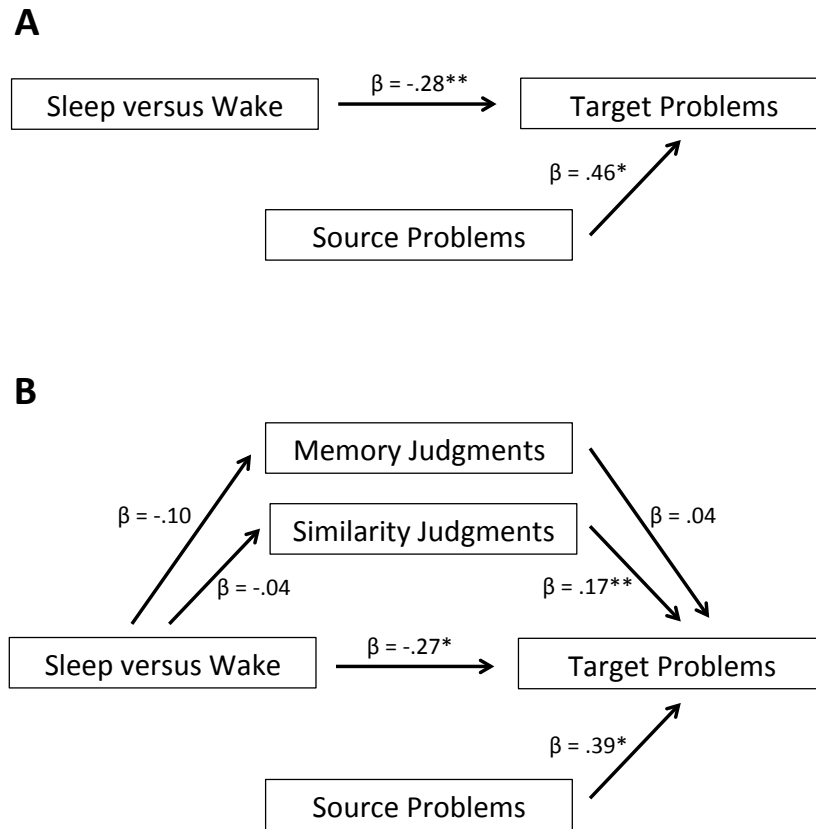 A
β = -.28**
Sleep versus Wake
Target Problems
β = .46*
Source Problems
B
Memory Judgments
β = -.10
β = .04
Similarity Judgments
β = -.04
β = .17**
β = -.27*
Sleep versus Wake
Target Problems
β = .39*
Source Problems